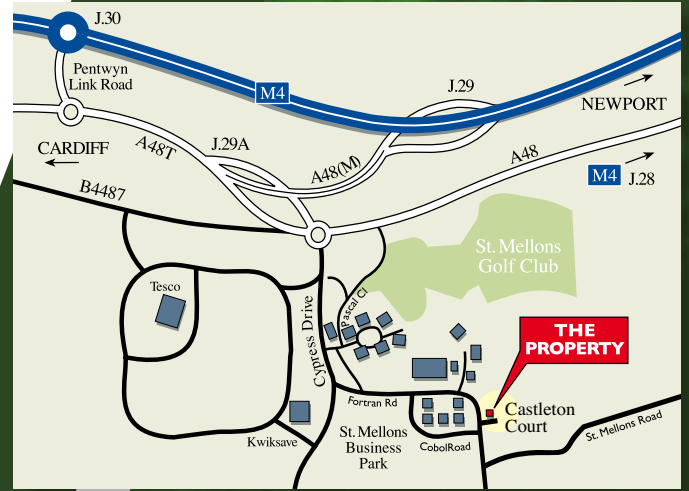 J.30
Pentwyn
Link Road
M4
J.29
NEWPORT
CARDIFF
A48T
J.29A
A48(M)
A48
M4 J.28
B4487
St. Mellons
Golf Club
Tesco
Pascal Cl
Cypress Drive
THE
PROPERTY
Fortran Rd
Castleton
Court
St. Mellons Road
Kwiksave
St. Mellons
Business
Park
CobolRoad